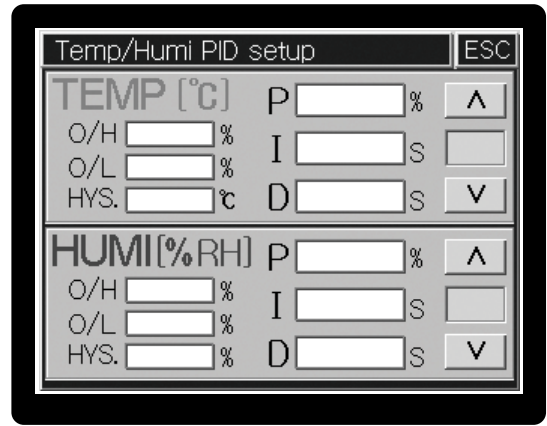 Temp/Humi PID setup ESC
TEMP (℃) P % ∧
O/H %
O/L % I S
HYS. ℃ D S ∨
HUMI(%RH) P % ∧
O/H %
O/L % I S
HYS. % D S ∨